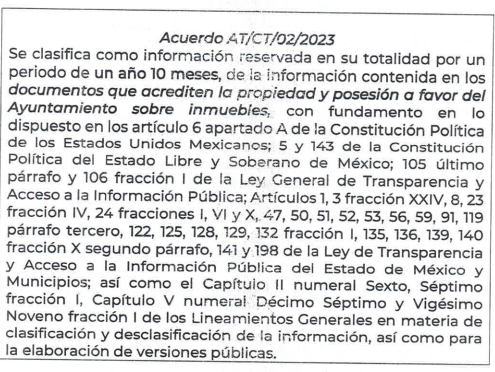 Acuerdo AT/CT/02/2023
Se clasifica como información reservada en su totalidad por un
periodo de un año 10 meses, de la información contenida en los
documentos que acrediten la propiedad y posesión a favor del
Ayuntamiento sobre inmuebles, con fundamento en lo
dispuesto en los artículo 6 apartado A de la Constitución Política
de los Estados Unidos Mexicanos; 5 y 143 de la Constitución
Política del Estado Libre y Soberano de México; 105 último
párrafo y 106 fracción I de la Ley General de Transparencia y
Acceso a la Información Pública; Artículos 1, 3 fracción XXIV, 8, 23
fracción IV, 24 fracciones I, VI y X, 47, 50, 51, 52, 53, 56, 59, 91, 119
párrafo tercero, 122, 125, 128, 129, 132 fracción I, 135, 136, 139, 140
fracción X segundo párrafo, 141 y 198 de la Ley de Transparencia
y Acceso a la Información Pública del Estado de México y
Municipios; así como el Capítulo II numeral Sexto, Séptimo
fracción I, Capítulo V numeral Décimo Séptimo y Vigésimo
Noveno fracción I de los Lineamientos Generales en materia de
clasificación y desclasificación de la información, así como para
la elaboración de versiones públicas.